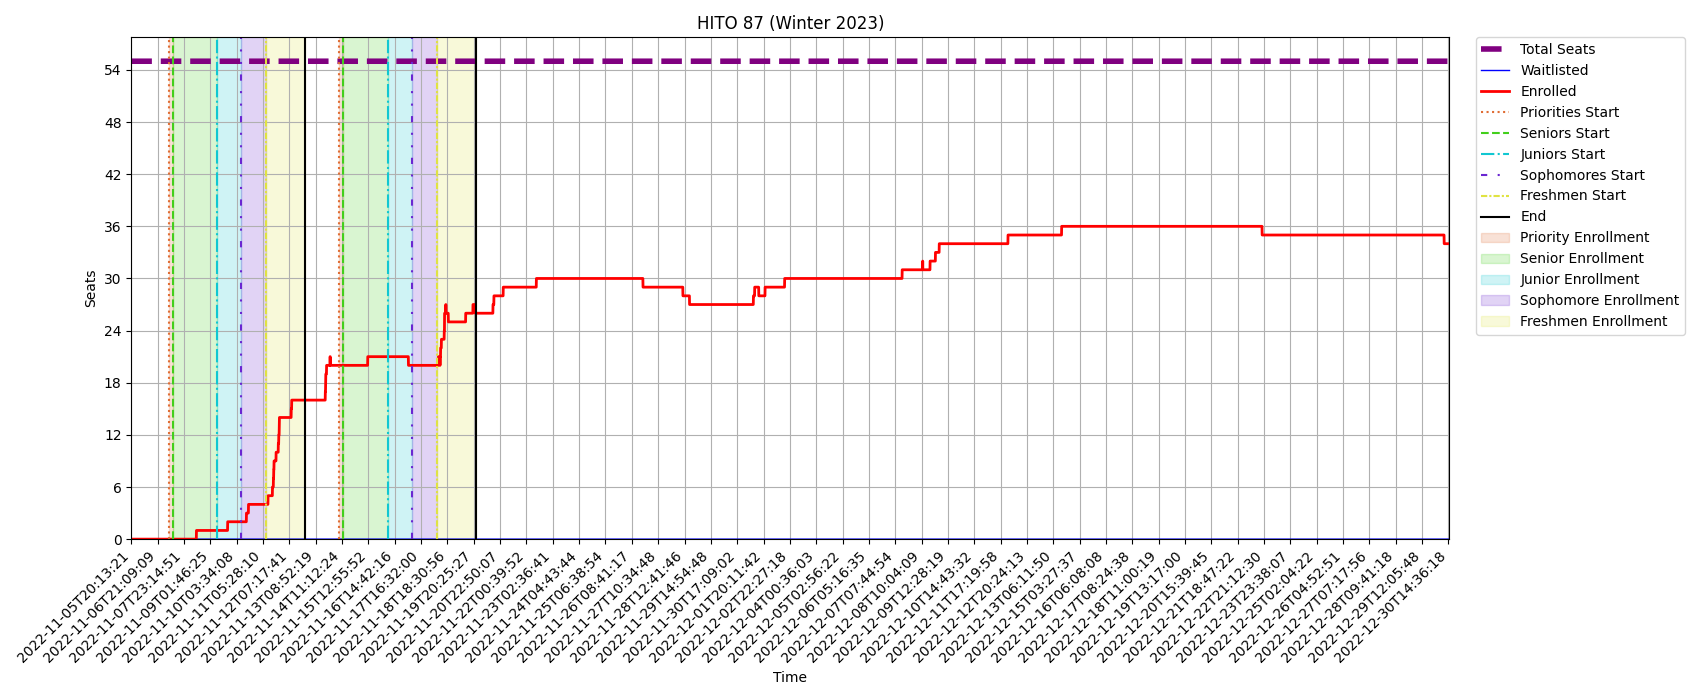 HITO 87 (Winter 2023)
Total Seats
Waitlisted
Enrolled
Priorities Start
Seniors Start
Juniors Start
Sophomores Start
Freshmen Start
End
Priority Enrollment
Senior Enrollment
Junior Enrollment
Sophomore Enrollment
Freshmen Enrollment
Seats
54
48
42
36
30
24
18
12
6
0
2022-11-05T20:13:21
2022-11-06T21:09:09
2022-11-07T23:14:51
2022-11-09T01:46:25
2022-11-10T03:34:08
2022-11-11T05:28:10
2022-11-12T07:17:41
2022-11-13T08:52:19
2022-11-14T11:12:24
2022-11-15T12:55:52
2022-11-16T14:42:16
2022-11-17T16:32:00
2022-11-18T18:30:56
2022-11-19T20:25:27
2022-11-20T22:50:07
2022-11-22T00:39:52
2022-11-23T02:36:41
2022-11-24T04:43:44
2022-11-25T06:38:54
2022-11-26T08:41:17
2022-11-27T10:34:48
2022-11-28T12:41:46
2022-11-29T14:54:48
2022-11-30T17:09:02
2022-12-01T20:11:42
2022-12-02T22:27:18
2022-12-04T00:36:03
2022-12-05T02:56:22
2022-12-06T05:16:35
2022-12-07T07:44:54
2022-12-08T10:04:09
2022-12-09T12:28:19
2022-12-10T14:43:32
2022-12-11T17:19:58
2022-12-12T20:24:13
2022-12-13T06:11:50
2022-12-15T03:27:37
2022-12-16T06:08:08
2022-12-17T08:24:38
2022-12-18T11:00:19
2022-12-19T13:17:00
2022-12-20T15:39:45
2022-12-21T18:47:22
2022-12-22T21:12:30
2022-12-23T23:38:07
2022-12-25T02:04:22
2022-12-26T04:52:51
2022-12-27T07:17:56
2022-12-28T09:41:18
2022-12-29T12:05:48
2022-12-30T14:36:18
Time